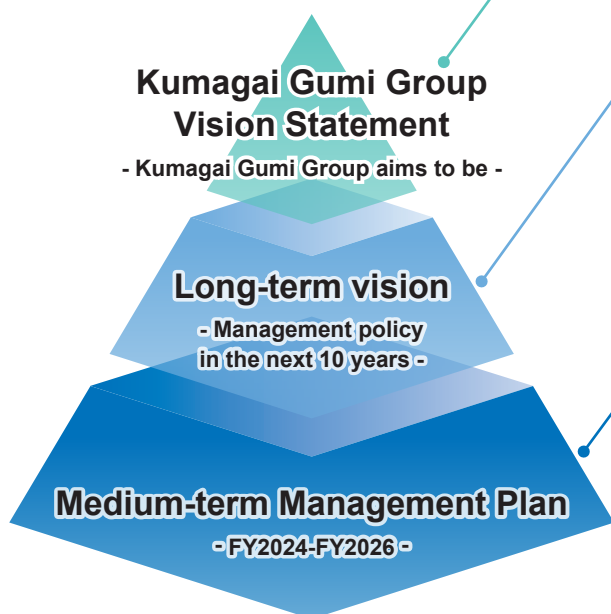 Kumagai Gumi Group
Vision Statement
- Kumagai Gumi Group aims to be -
Long-term vision
- Management policy
in the next 10 years -
Medium-term Management Plan
- FY2024-FY2026 -